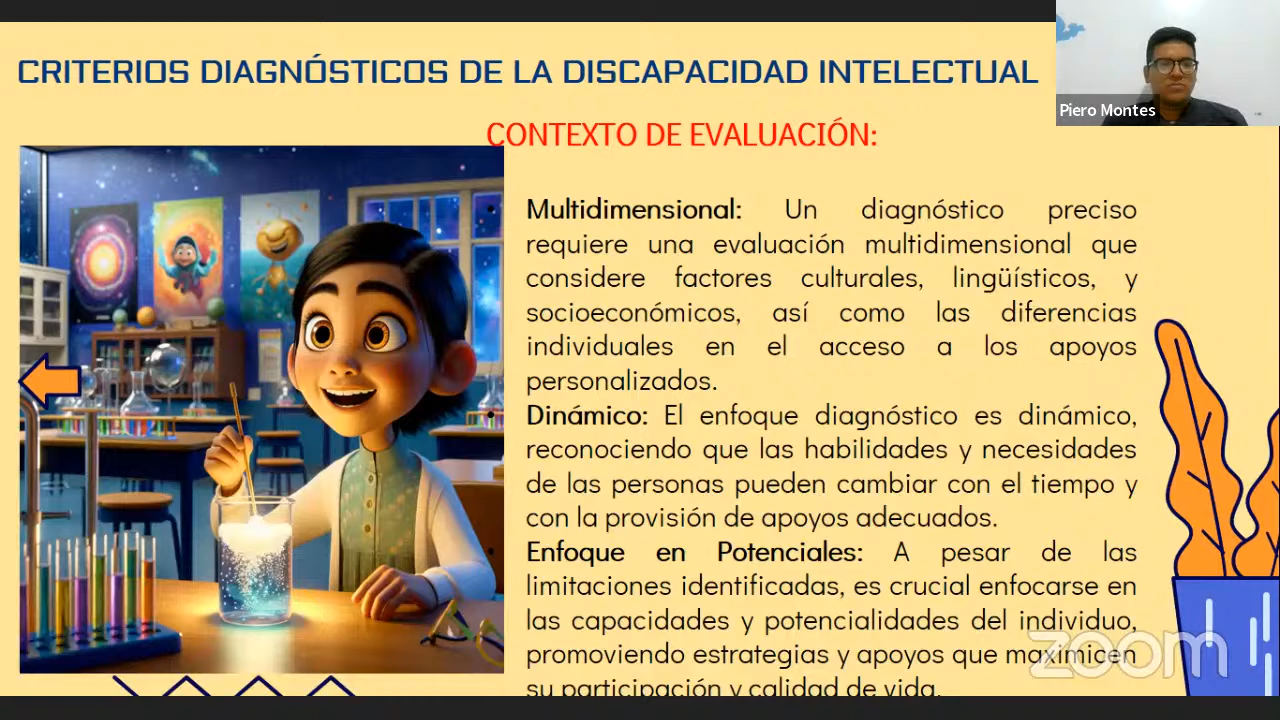 CRITERIOS DIAGNÓSTICOS DE LA DISCAPACIDAD INTELECTUAL
Piero Montes
CONTEXTO DE EVALUACIÓN:
Multidimensional: Un diagnóstico preciso
requiere una evaluación multidimensional que
considere factores culturales, lingüísticos, y
socioeconómicos, así como las diferencias
individuales en el acceso a los apoyos
personalizados.
Dinámico: El enfoque diagnóstico es dinámico,
reconociendo que las habilidades y necesidades
de las personas pueden cambiar con el tiempo y
con la provisión de apoyos adecuados.
Enfoque en Potenciales: A pesar de las
limitaciones identificadas, es crucial enfocarse en
las capacidades y potencialidades del individuo,
promoviendo estrategias y apoyos que maximicen
su participación y calidad de vida.
zoom